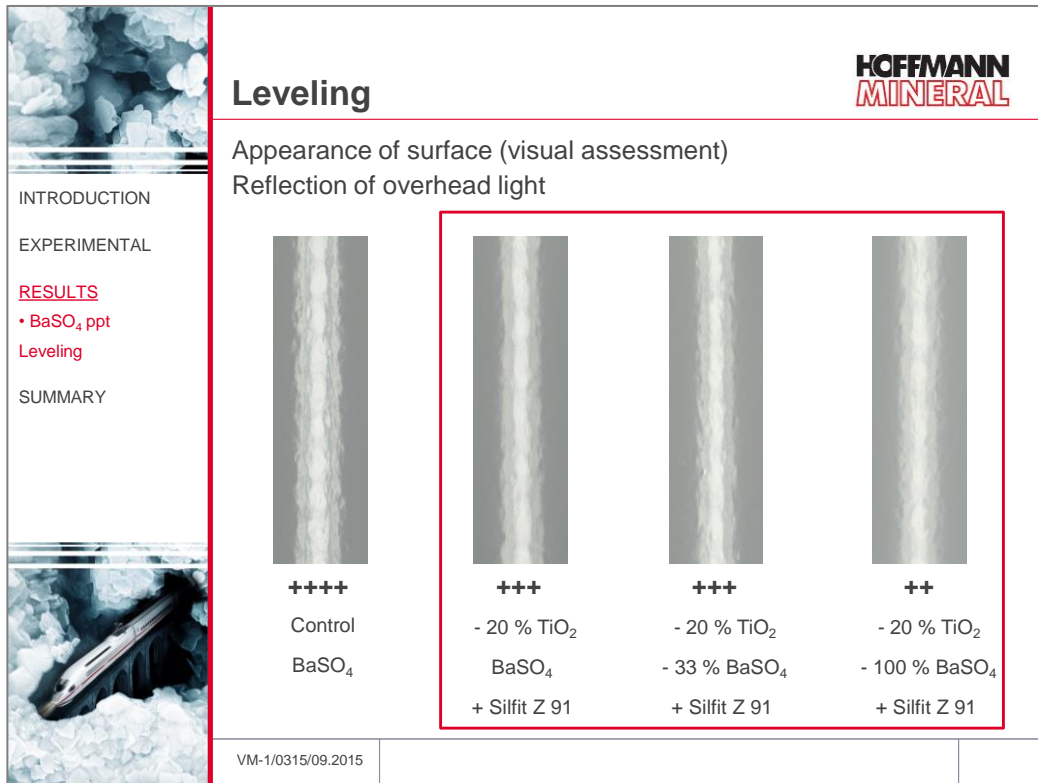 HOFFMANN
MINERAL
Leveling
Appearance of surface (visual assessment)
Reflection of overhead light
INTRODUCTION
EXPERIMENTAL
RESULTS
• BaSO₄ ppt
Leveling
SUMMARY
++++ +++ +++ ++
Control - 20 % TiO₂ - 20 % TiO₂ - 20 % TiO₂
BaSO₄ BaSO₄ - 33 % BaSO₄ - 100 % BaSO₄
+ Silfit Z 91 + Silfit Z 91 + Silfit Z 91
VM-1/0315/09.2015